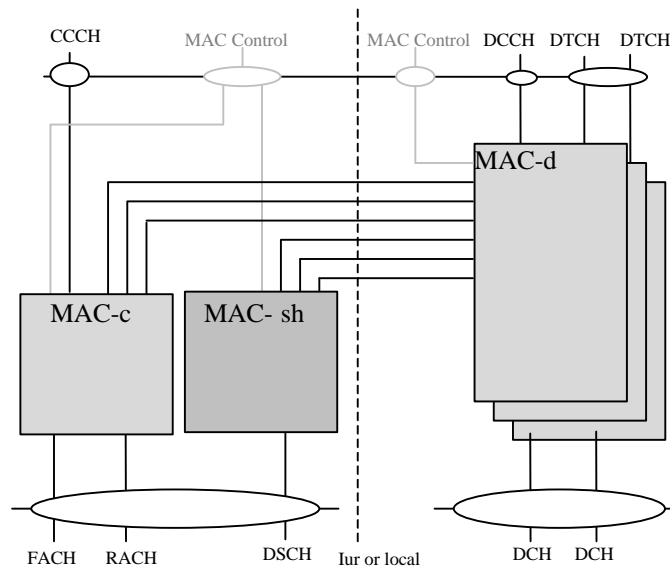 CCCH MAC Control MAC Control DCCH DTCH DTCH
MAC-d
MAC-c MAC- sh
FACH RACH DSCH Iur or local DCH DCH